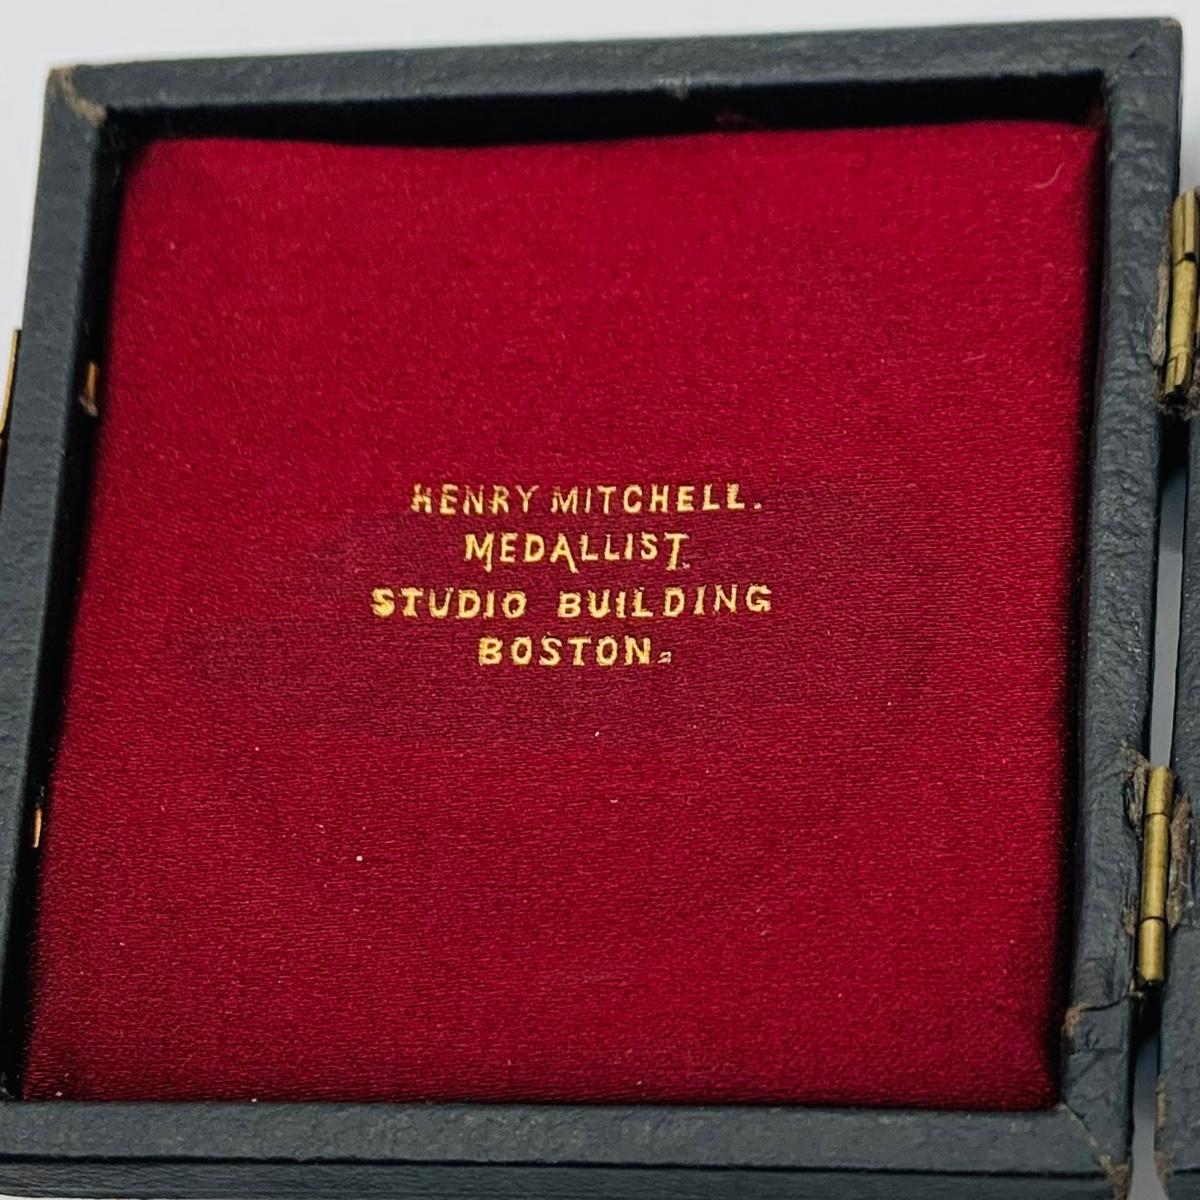 HENRY MITCHELL.
MEDALLIST.
STUDIO BUILDING
BOSTON.